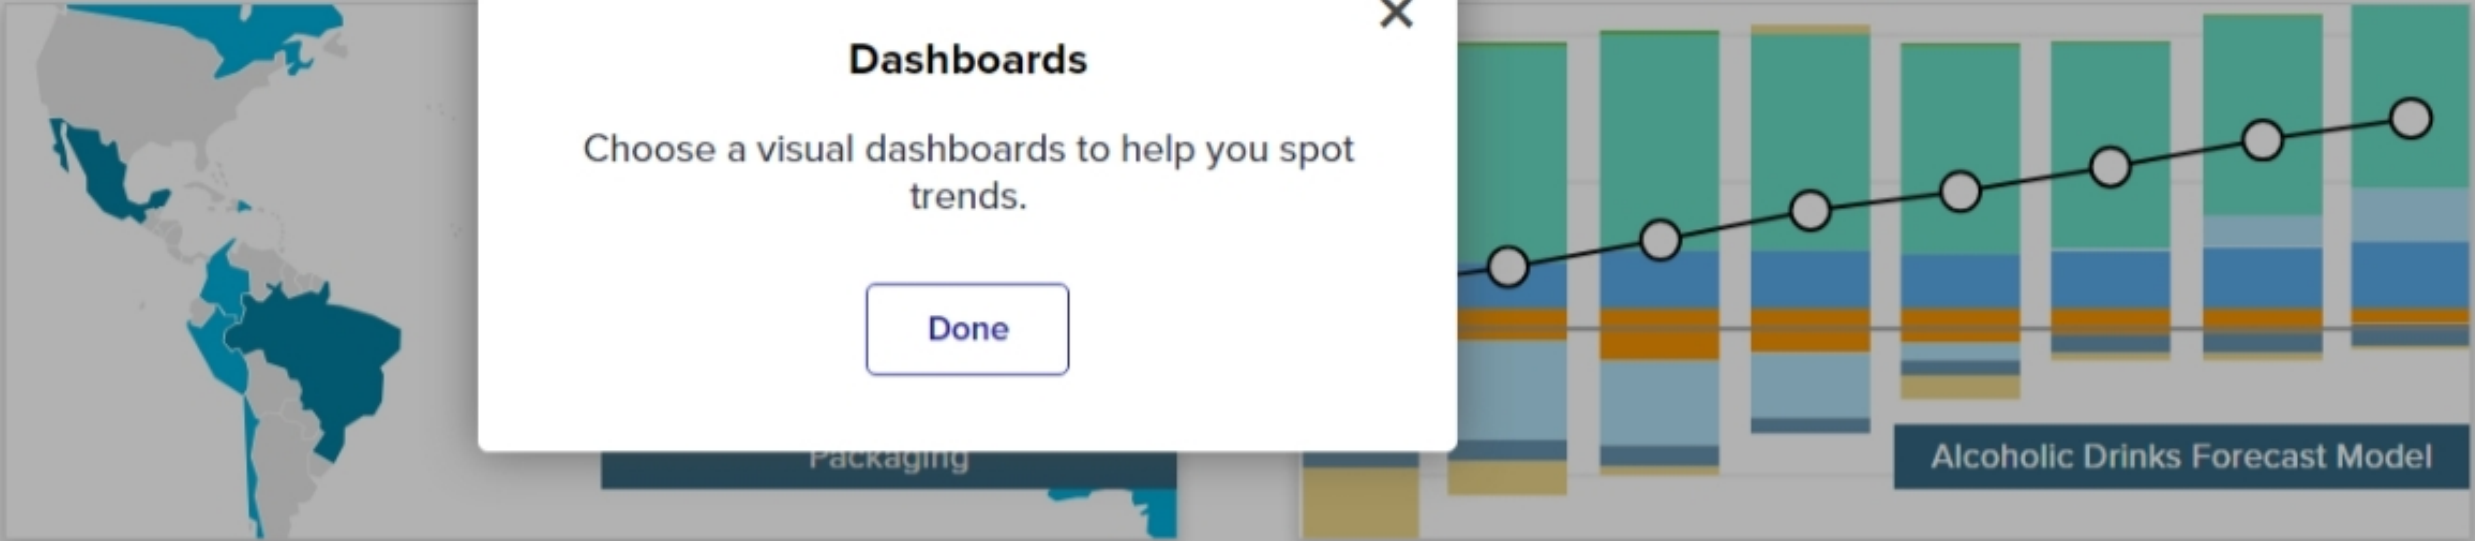 Dashboards
Choose a visual dashboards to help you spot
trends.
Done
Packaging
Alcoholic Drinks Forecast Model